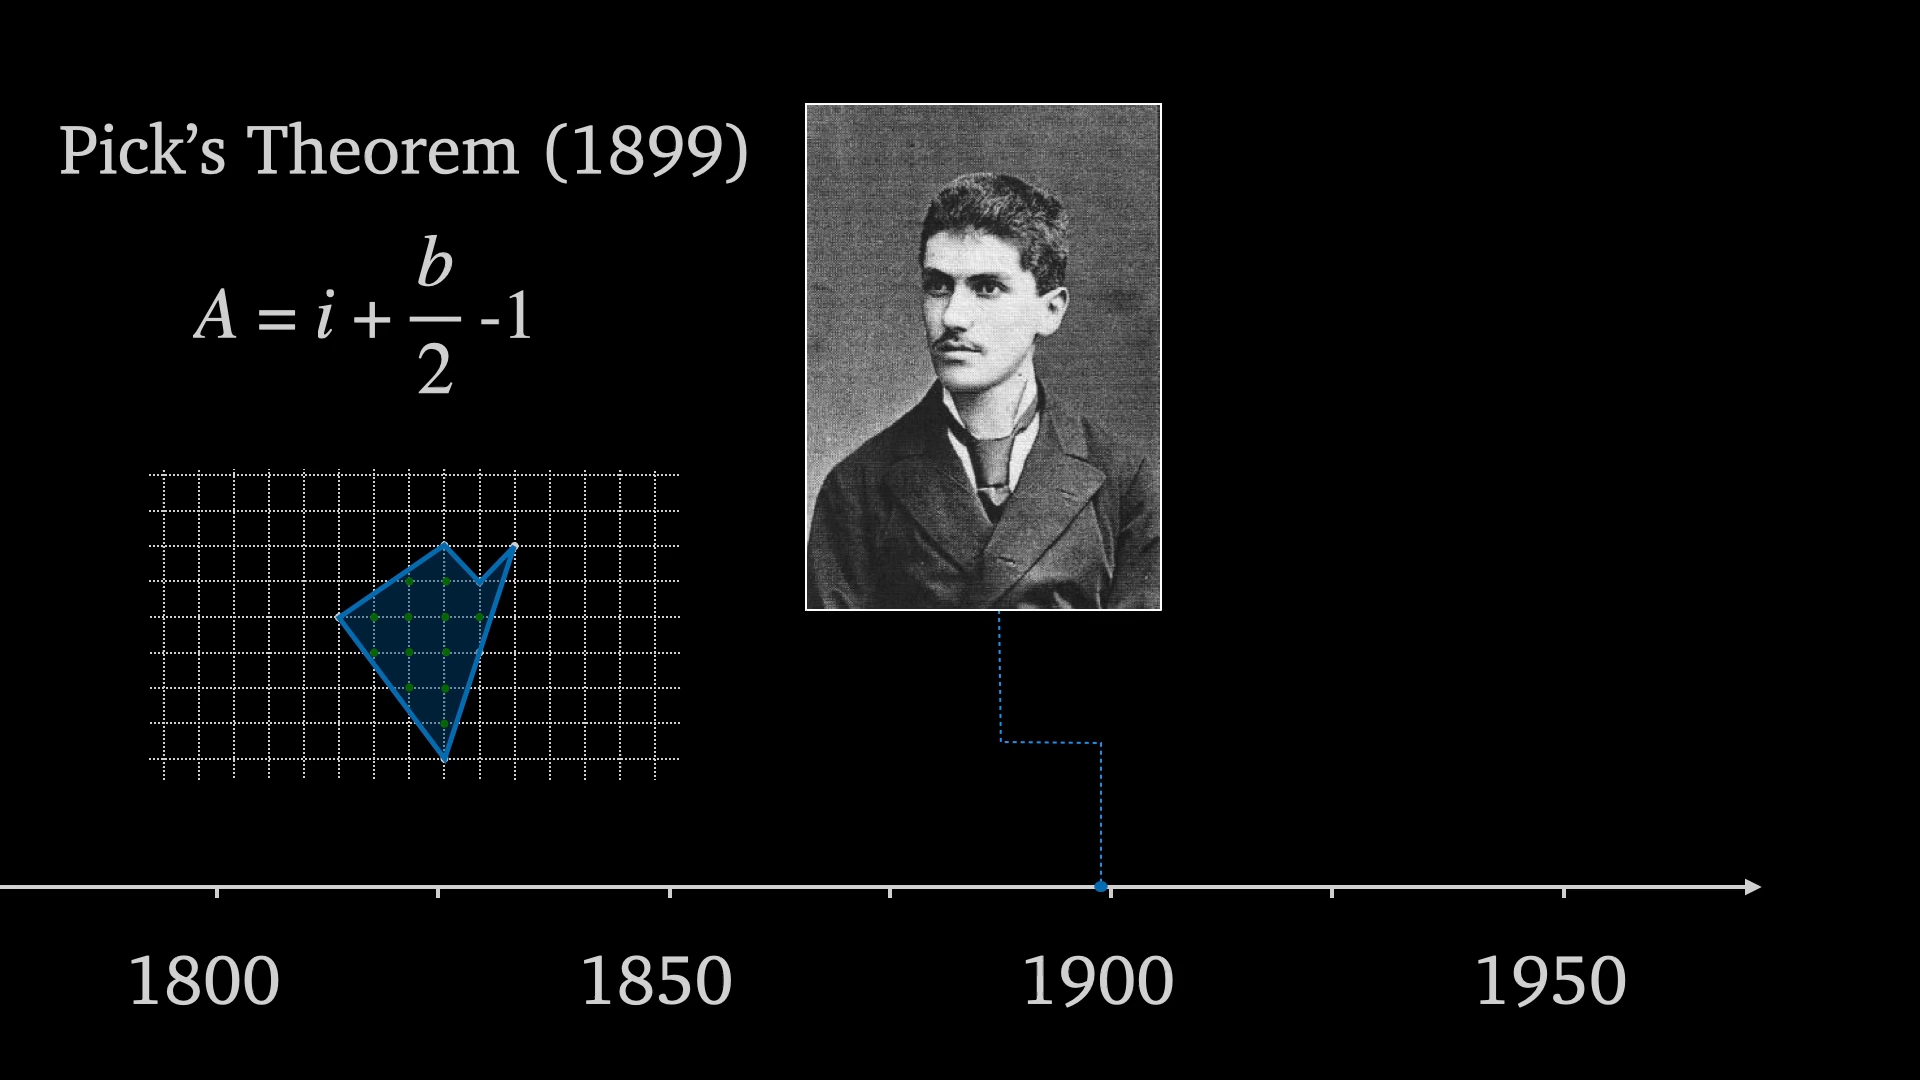 Pick’s Theorem (1899)
A = i + b/2 -1
1800 1850 1900 1950